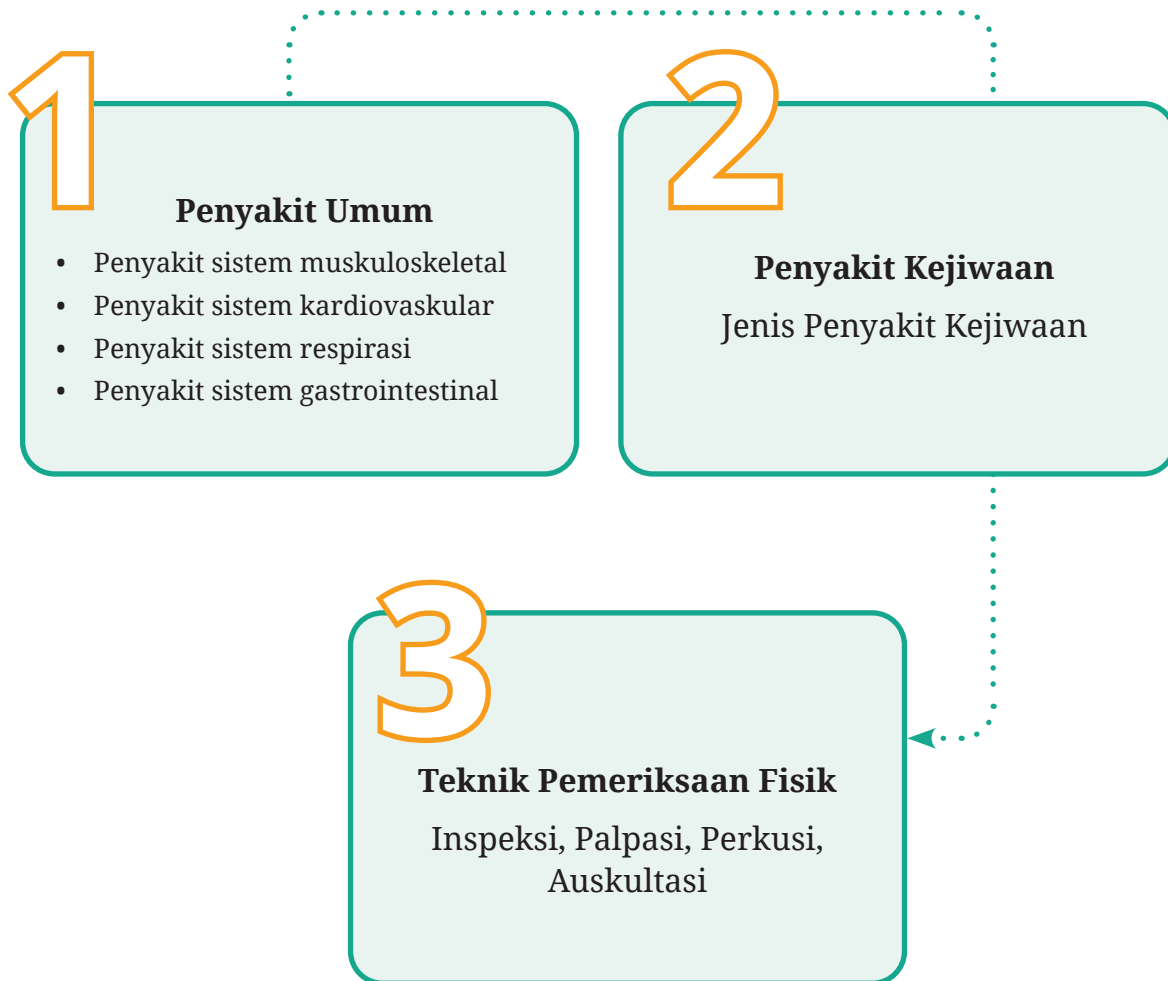 1
Penyakit Umum
• Penyakit sistem muskuloskeletal
• Penyakit sistem kardiovaskular
• Penyakit sistem respirasi
• Penyakit sistem gastrointestinal
2
Penyakit Kejiwaan
Jenis Penyakit Kejiwaan
3
Teknik Pemeriksaan Fisik
Inspeksi, Palpasi, Perkusi,
Auskultasi